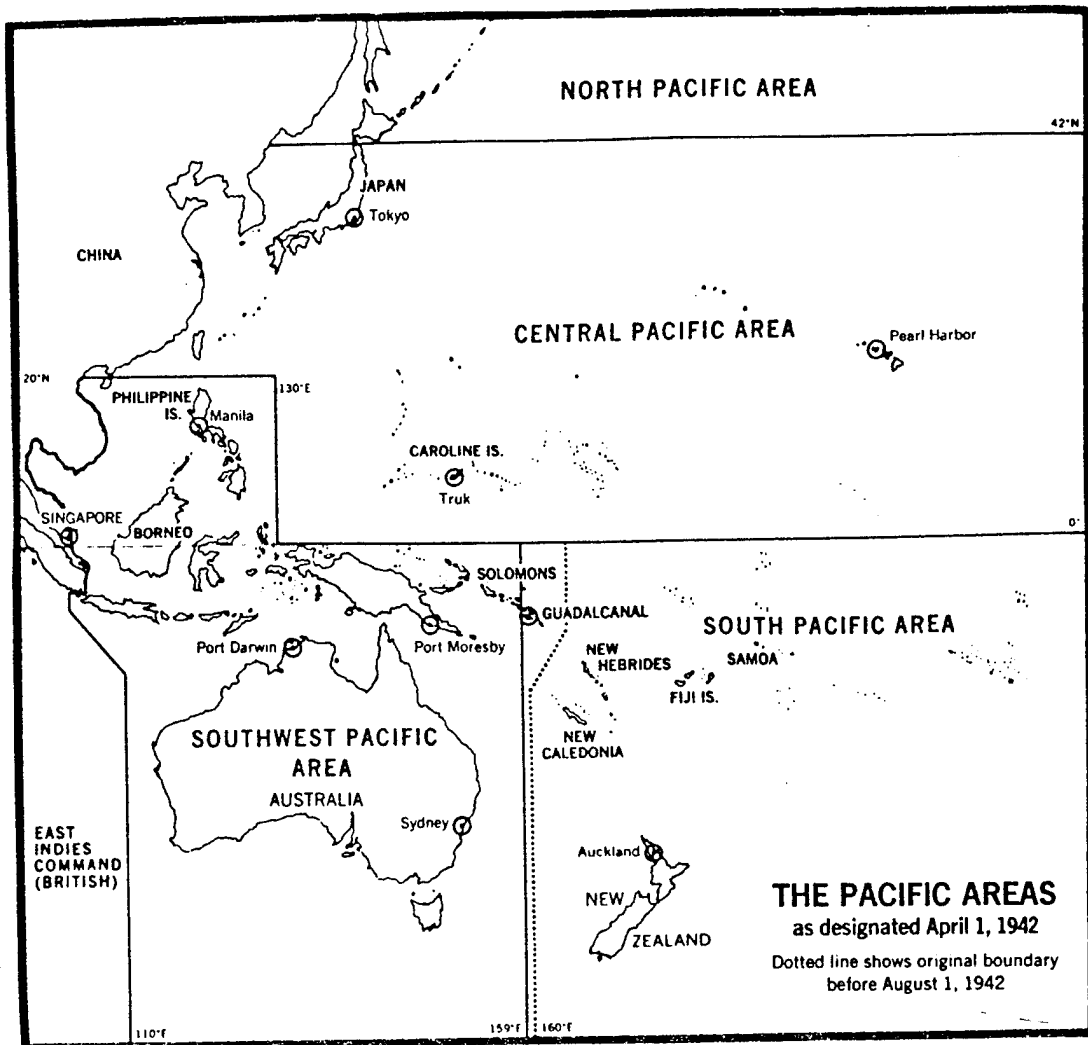 NORTH PACIFIC AREA
42°N
JAPAN
Tokyo
CHINA
CENTRAL PACIFIC AREA
Pearl Harbor
20°N
130°E
PHILIPPINE
IS.
Manila
CAROLINE IS.
Truk
SINGAPORE
BORNEO
0°
SOLOMONS
GUADALCANAL
SOUTH PACIFIC AREA
Port Darwin
Port Moresby
NEW
HEBRIDES
SAMOA
FIJI IS.
NEW
CALEDONIA
SOUTHWEST PACIFIC
AREA
AUSTRALIA
Sydney
EAST
INDIES
COMMAND
(BRITISH)
Auckland
NEW
ZEALAND
THE PACIFIC AREAS
as designated April 1, 1942
Dotted line shows original boundary
before August 1, 1942
110°E
159°E
160°E